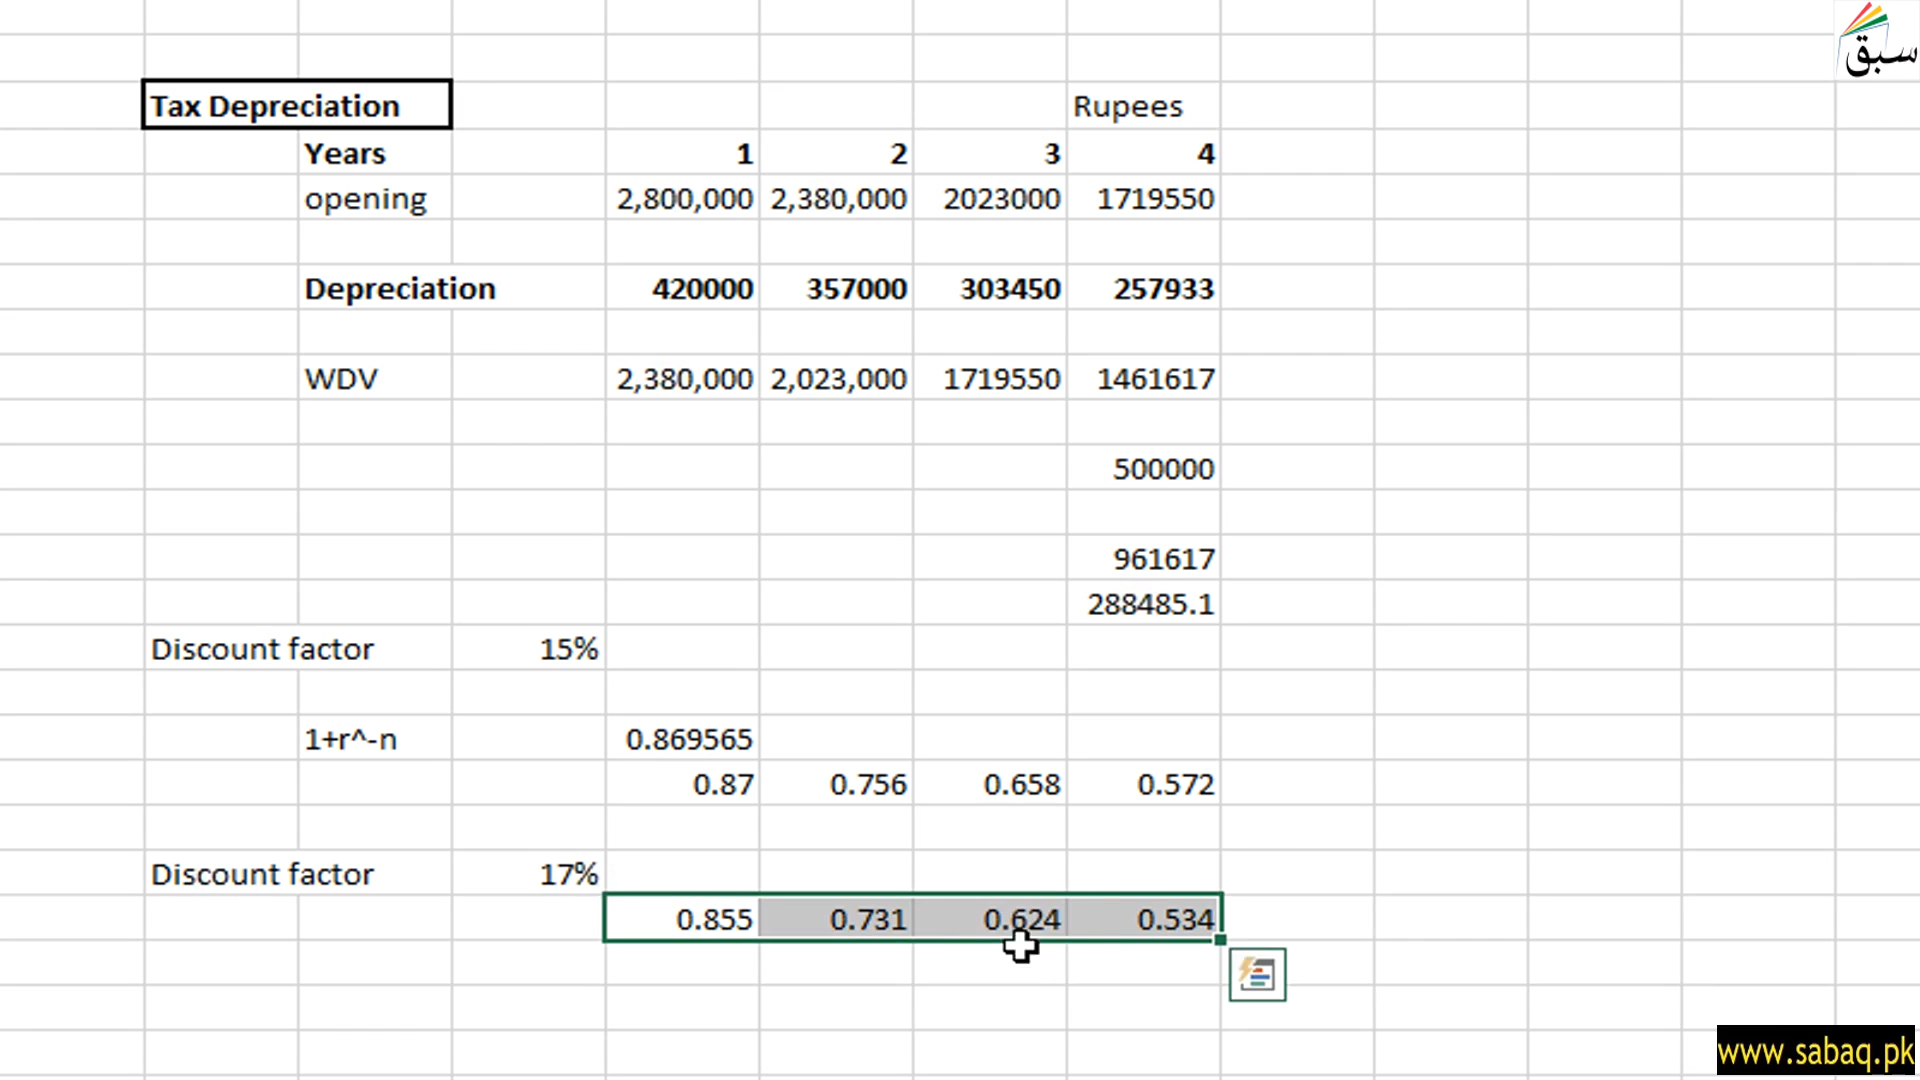 سبق
Tax Depreciation Rupees
Years 1 2 3 4
opening 2,800,000 2,380,000 2023000 1719550
Depreciation 420000 357000 303450 257933
WDV 2,380,000 2,023,000 1719550 1461617
500000
961617
288485.1
Discount factor 15%
1+r^-n 0.869565
0.87 0.756 0.658 0.572
Discount factor 17%
0.855 0.731 0.624 0.534
www.sabaq.pk